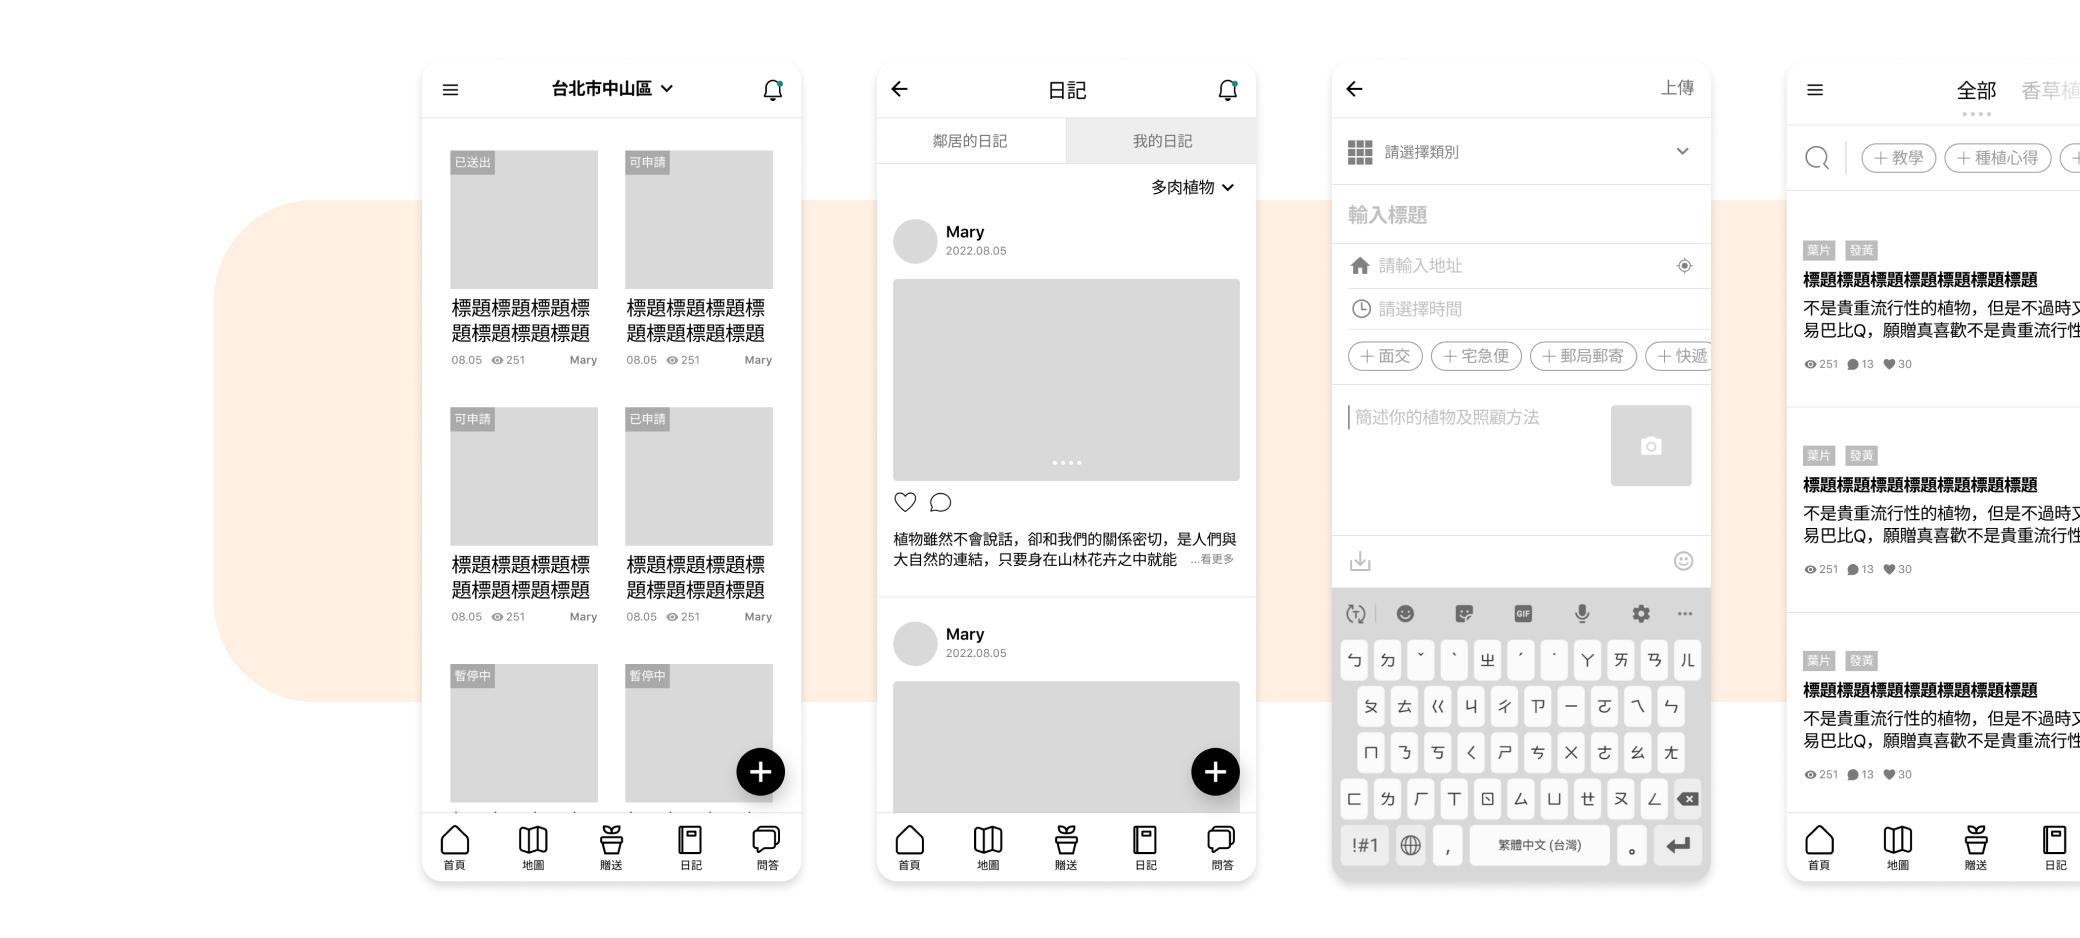 台北市中山區
已送出
可申請
標題標題標題標
題標題標題標題
08.05 251 Mary
標題標題標題標
題標題標題標題
08.05 251 Mary
可申請
已申請
標題標題標題標
題標題標題標題
08.05 251 Mary
標題標題標題標
題標題標題標題
08.05 251 Mary
暫停中
暫停中
首頁
地圖
贈送
日記
問答
日記
鄰居的日記
我的日記
多肉植物
Mary
2022.08.05
植物雖然不會說話，卻和我們的關係密切，是人們與
大自然的連結，只要身在山林花卉之中就能 ...看更多
Mary
2022.08.05
首頁
地圖
贈送
日記
問答
上傳
請選擇類別
輸入標題
請輸入地址
請選擇時間
面交
宅急便
郵局郵寄
快遞
簡述你的植物及照顧方法
GIF
ㄅ ㄉ ˇ ˋ ㄓ ˊ ˙ ㄚ ㄞ ㄢ ㄦ
ㄆ ㄊ ㄍ ㄐ ㄔ ㄗ ㄧ ㄛ ㄟ ㄣ
ㄇ ㄋ ㄎ ㄑ ㄕ ㄘ ㄨ ㄜ ㄠ ㄤ
ㄈ ㄌ ㄏ ㄒ ㄖ ㄙ ㄩ ㄝ ㄡ ㄥ
!#1 , 繁體中文 (台灣) 。
全部
香草植
教學
種植心得
葉片 發黃
標題標題標題標題標題標題標題
不是貴重流行性的植物，但是不過時又
易巴比Q，願贈真喜歡不是貴重流行性
251 13 30
葉片 發黃
標題標題標題標題標題標題標題
不是貴重流行性的植物，但是不過時又
易巴比Q，願贈真喜歡不是貴重流行性
251 13 30
葉片 發黃
標題標題標題標題標題標題標題
不是貴重流行性的植物，但是不過時又
易巴比Q，願贈真喜歡不是貴重流行性
251 13 30
首頁
地圖
贈送
日記